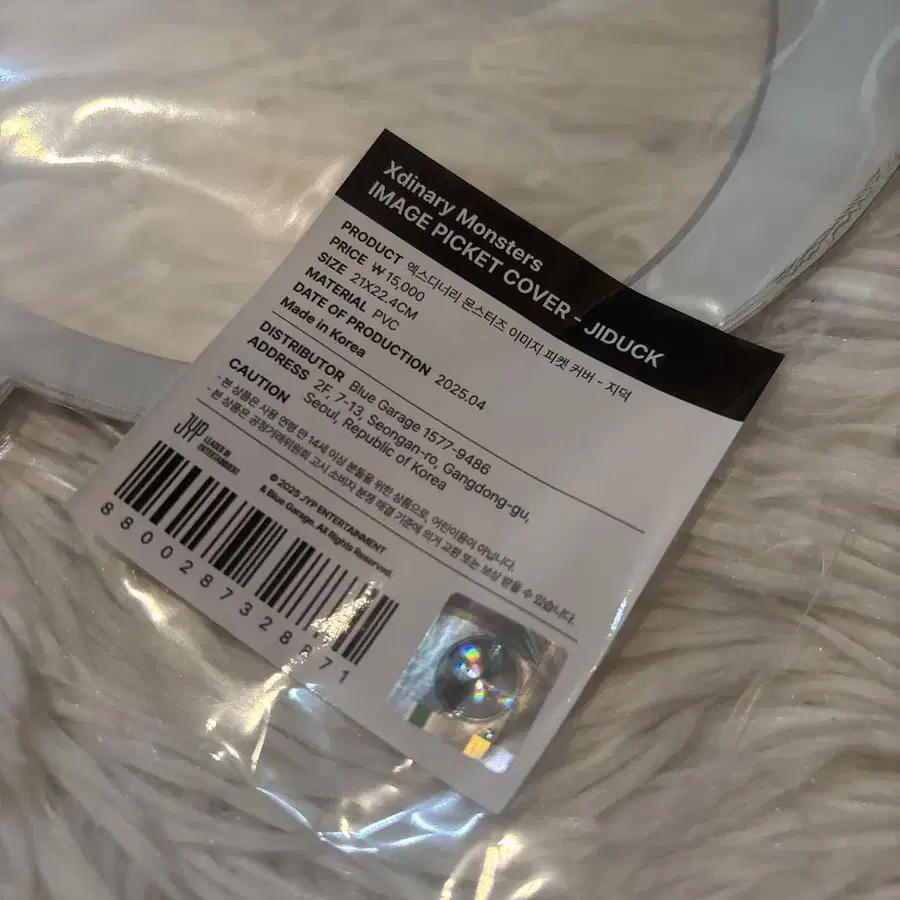 Xdinary Monsters
IMAGE PICKET COVER - JIDUCK
PRODUCT 엑스디너리 몬스터즈 이미지 피켓 커버 - 지덕
PRICE ₩15,000
SIZE 21X22.4CM
MATERIAL PVC
DATE OF PRODUCTION 2025.04
Made in Korea
DISTRIBUTOR Blue Garage 1577-9486
ADDRESS 2F, 7-13, Seongan-ro, Gangdong-gu,
Seoul, Republic of Korea
CAUTION
- 본 상품은 사용 연령 만 14세 이상 분들을 위한 상품으로, 어린이용이 아닙니다.
- 본 상품은 공정거래위원회 고시 소비자 분쟁 해결 기준에 의거 교환 또는 보상 받을 수 있습니다.
JYP LEADER IN
ENTERTAINMENT
© 2025 JYP ENTERTAINMENT
& Blue Garage. All Rights Reserved.
8800287328871